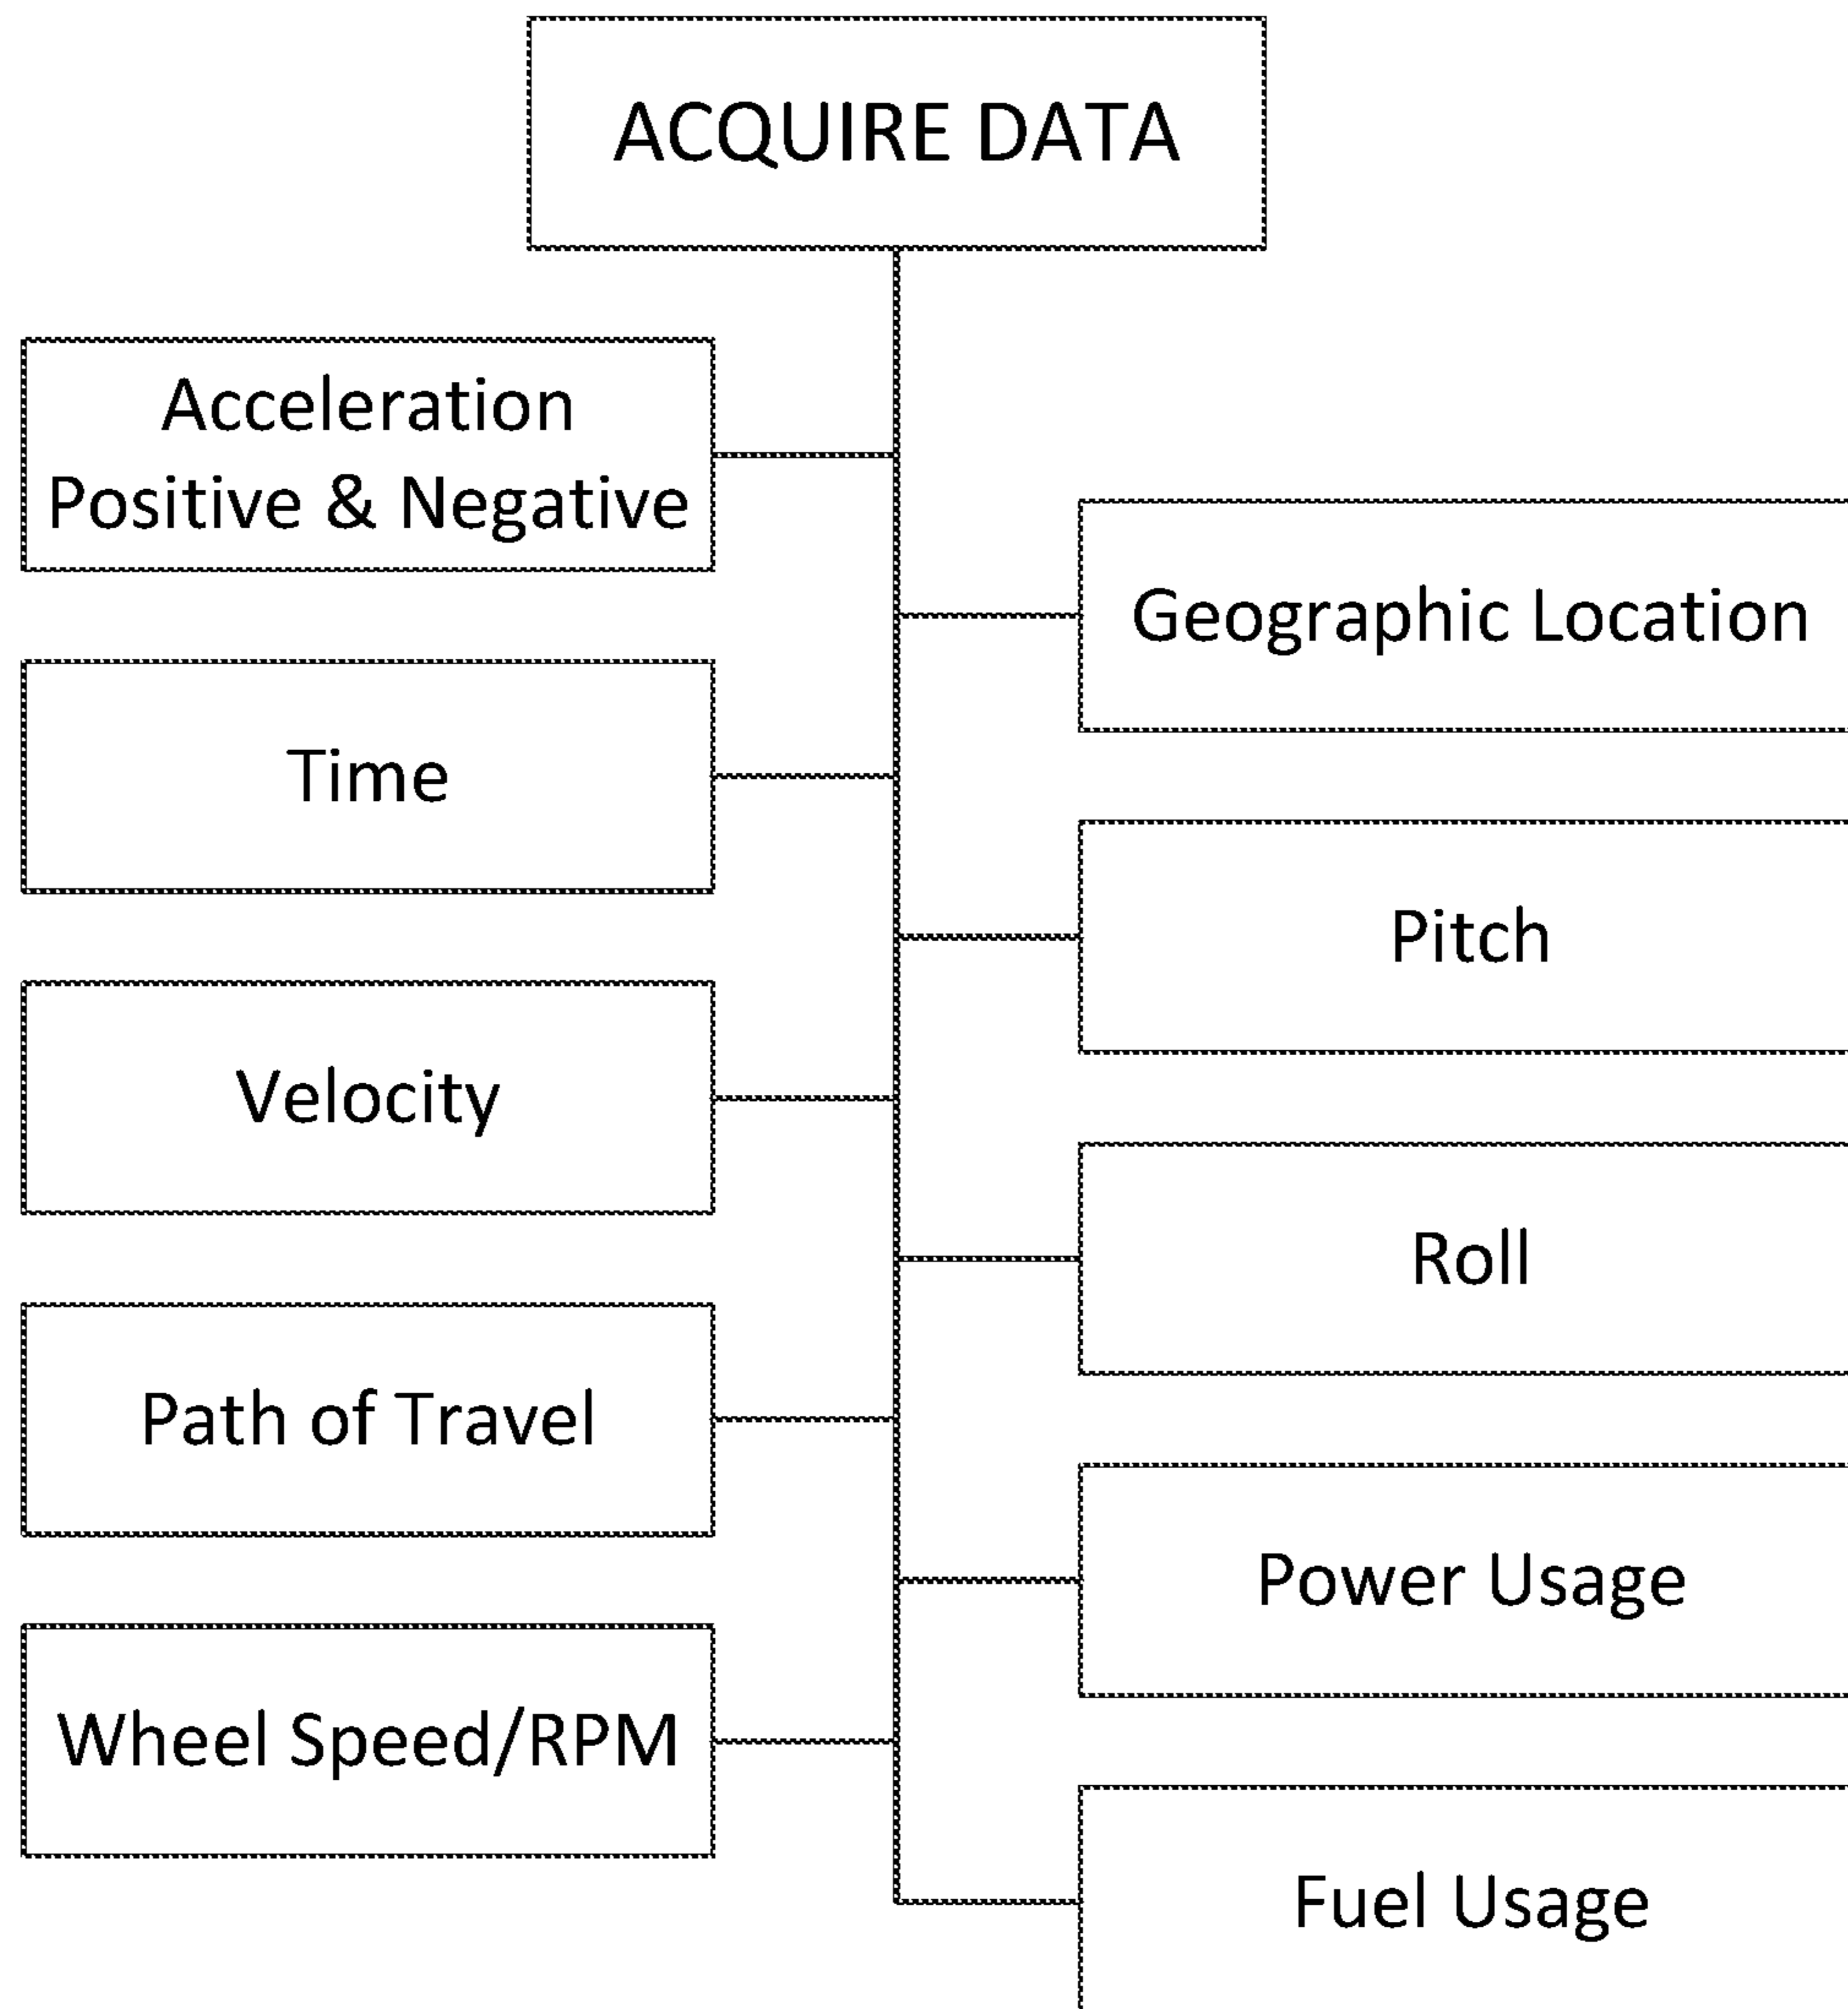 ACQUIRE DATA
Acceleration
Positive & Negative
Geographic Location
Time
Pitch
Velocity
Roll
Path of Travel
Power Usage
Wheel Speed/RPM
Fuel Usage